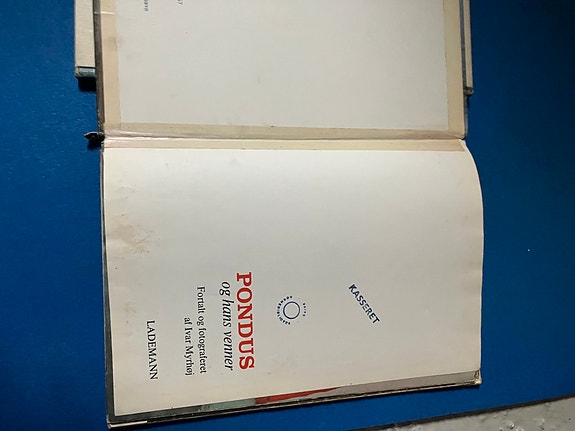 KASSERET
PONDUS
og hans venner
Fortalt og fotograferet
af Ivar Myrhøj
LADEMANN